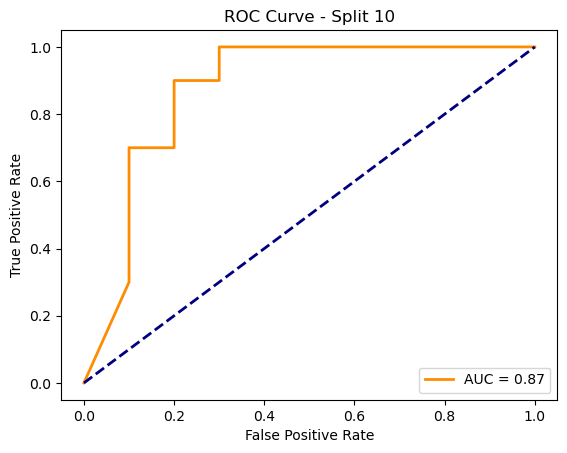 ROC Curve - Split 10
True Positive Rate
1.0
0.8
0.6
0.4
0.2
0.0
AUC = 0.87
0.0 0.2 0.4 0.6 0.8 1.0
False Positive Rate